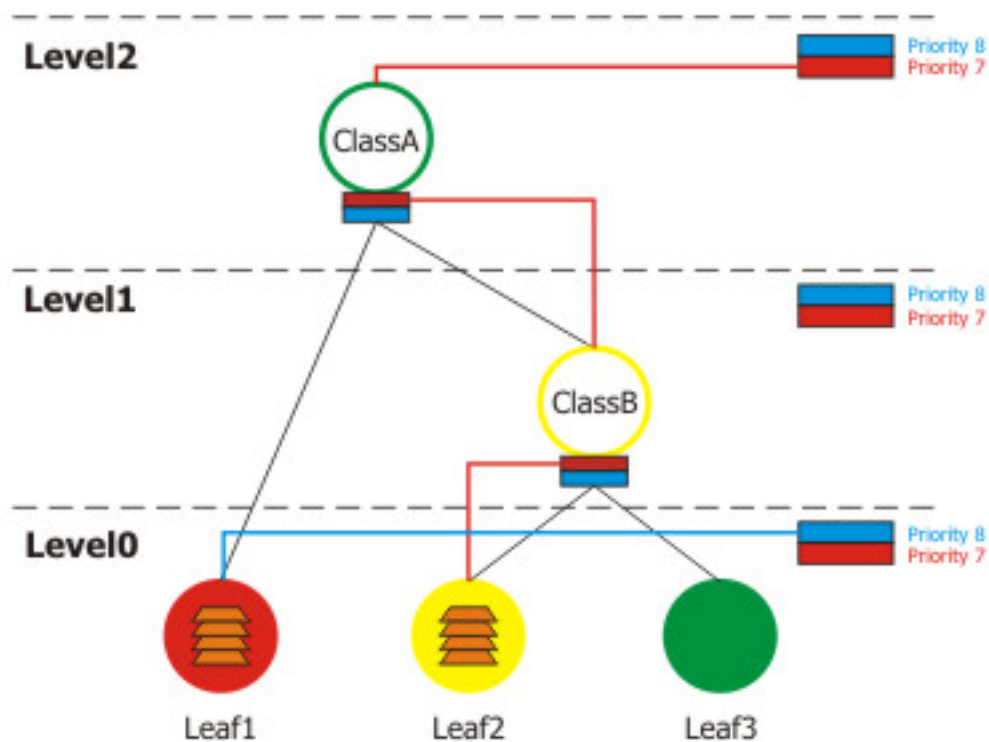 Level2
Priority 8
Priority 7
ClassA
Level1
Priority 8
Priority 7
ClassB
Level0
Priority 8
Priority 7
Leaf1
Leaf2
Leaf3